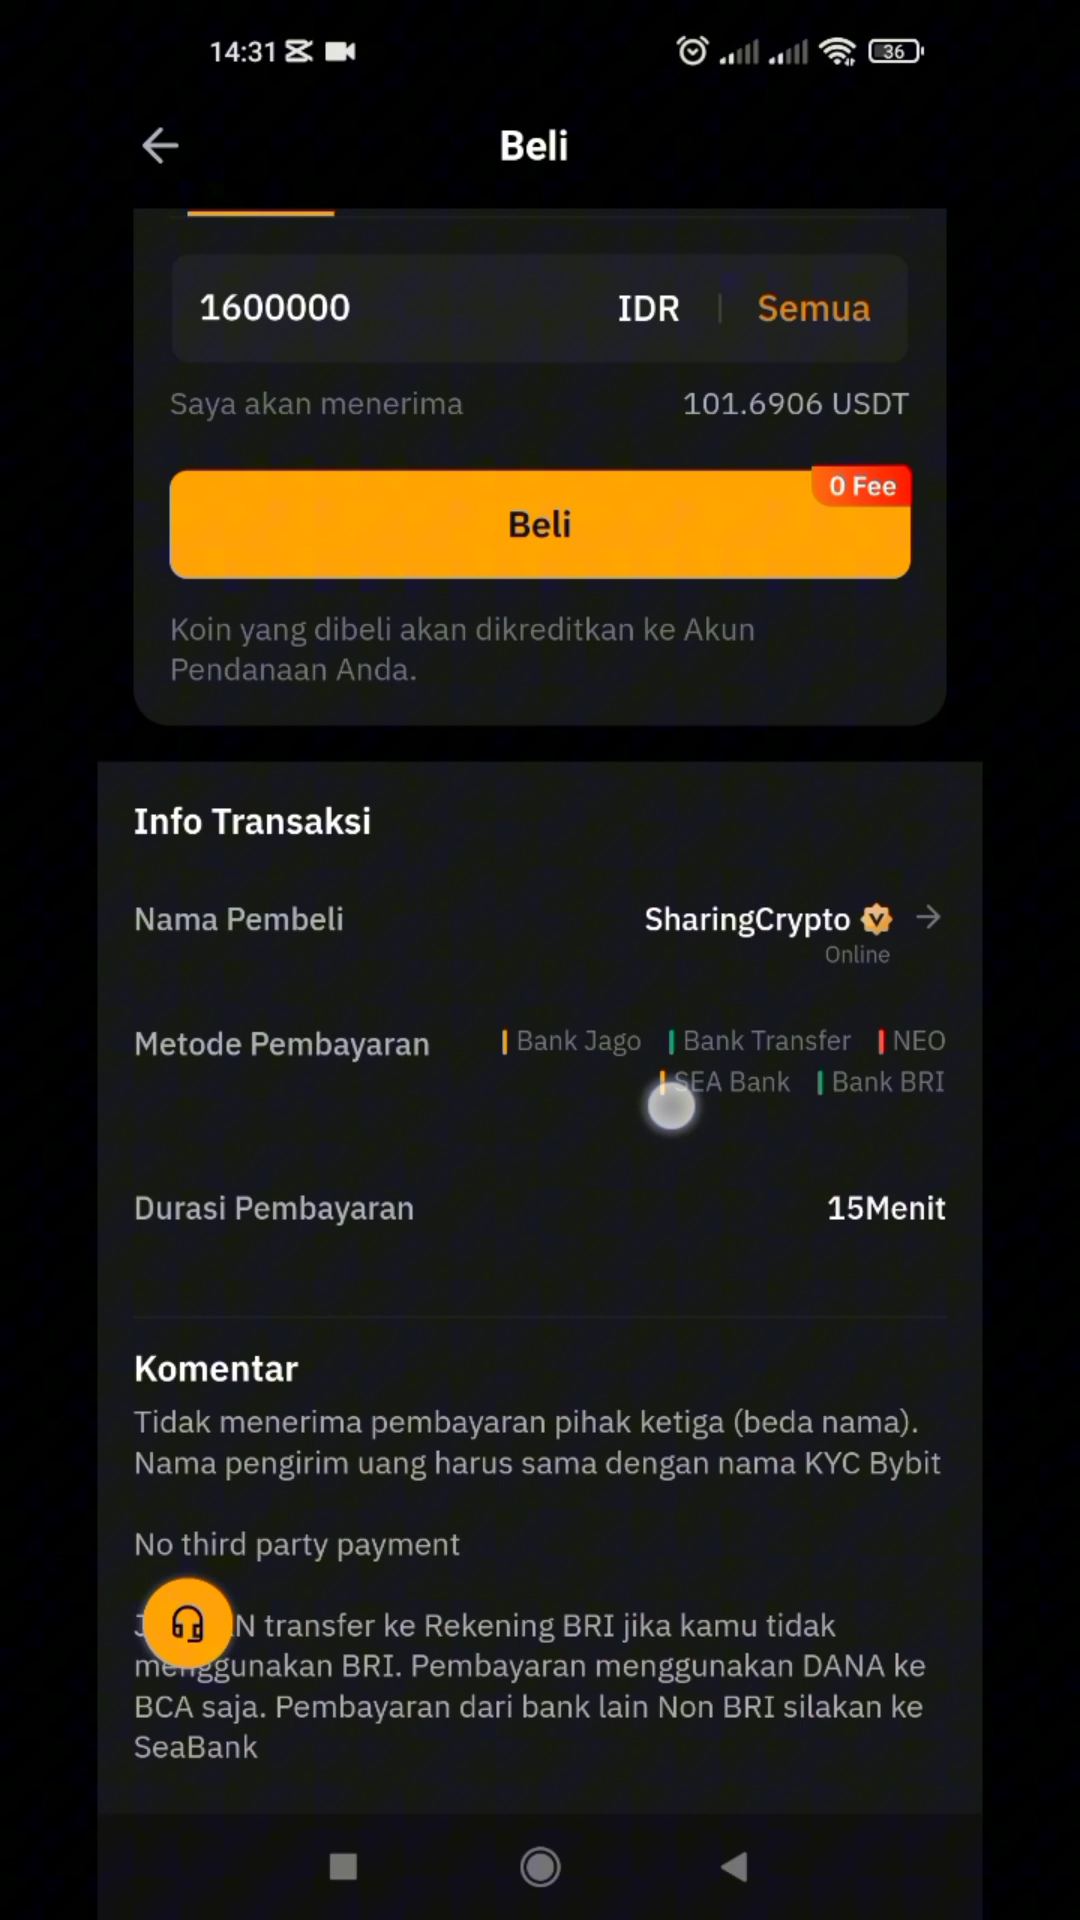 14:31
36
Beli
1600000 IDR Semua
Saya akan menerima 101.6906 USDT
0 Fee
Beli
Koin yang dibeli akan dikreditkan ke Akun
Pendanaan Anda.
Info Transaksi
Nama Pembeli SharingCrypto
Online
Metode Pembayaran Bank Jago Bank Transfer NEO
SEA Bank Bank BRI
Durasi Pembayaran 15Menit
Komentar
Tidak menerima pembayaran pihak ketiga (beda nama).
Nama pengirim uang harus sama dengan nama KYC Bybit
No third party payment
transfer ke Rekening BRI jika kamu tidak
menggunakan BRI. Pembayaran menggunakan DANA ke
BCA saja. Pembayaran dari bank lain Non BRI silakan ke
SeaBank